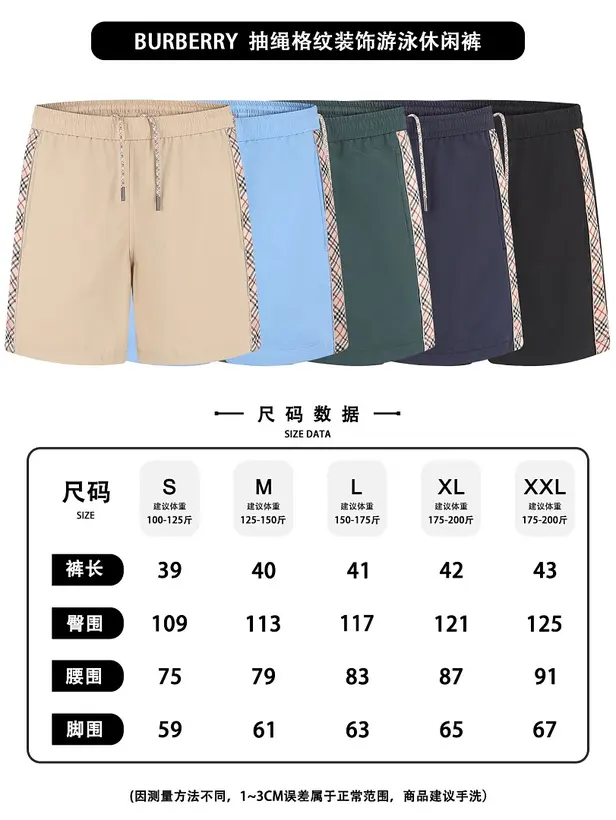 BURBERRY 抽绳格纹装饰游泳休闲裤
尺码数据
SIZE DATA
尺码 SIZE S 建议体重 100-125斤 M 建议体重 125-150斤 L 建议体重 150-175斤 XL 建议体重 175-200斤 XXL 建议体重 175-200斤
裤长 39 40 41 42 43
臀围 109 113 117 121 125
腰围 75 79 83 87 91
脚围 59 61 63 65 67
(因测量方法不同，1~3CM误差属于正常范围，商品建议手洗)